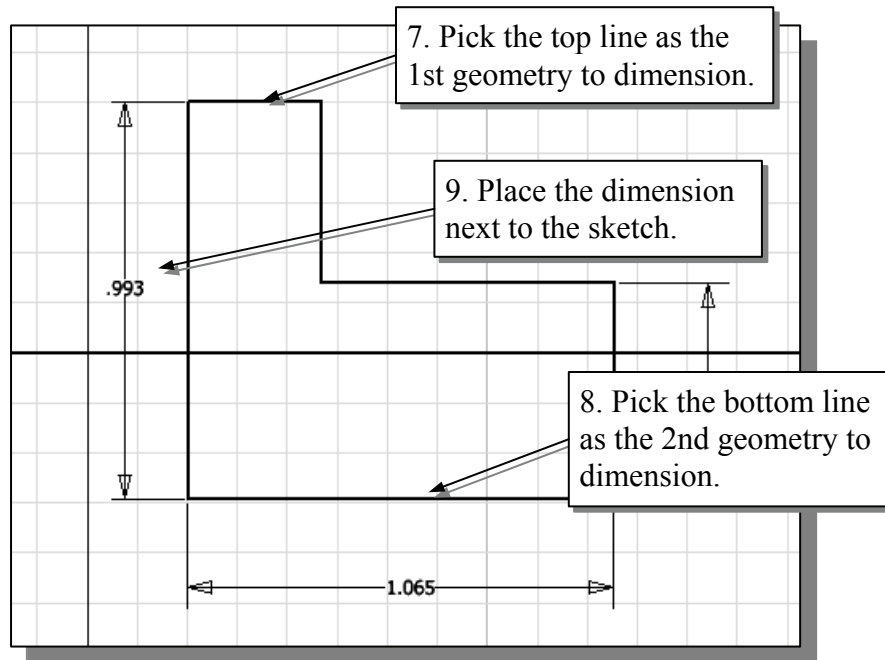 7. Pick the top line as the
1st geometry to dimension.
9. Place the dimension
next to the sketch.
.993
8. Pick the bottom line
as the 2nd geometry to
dimension.
1.065